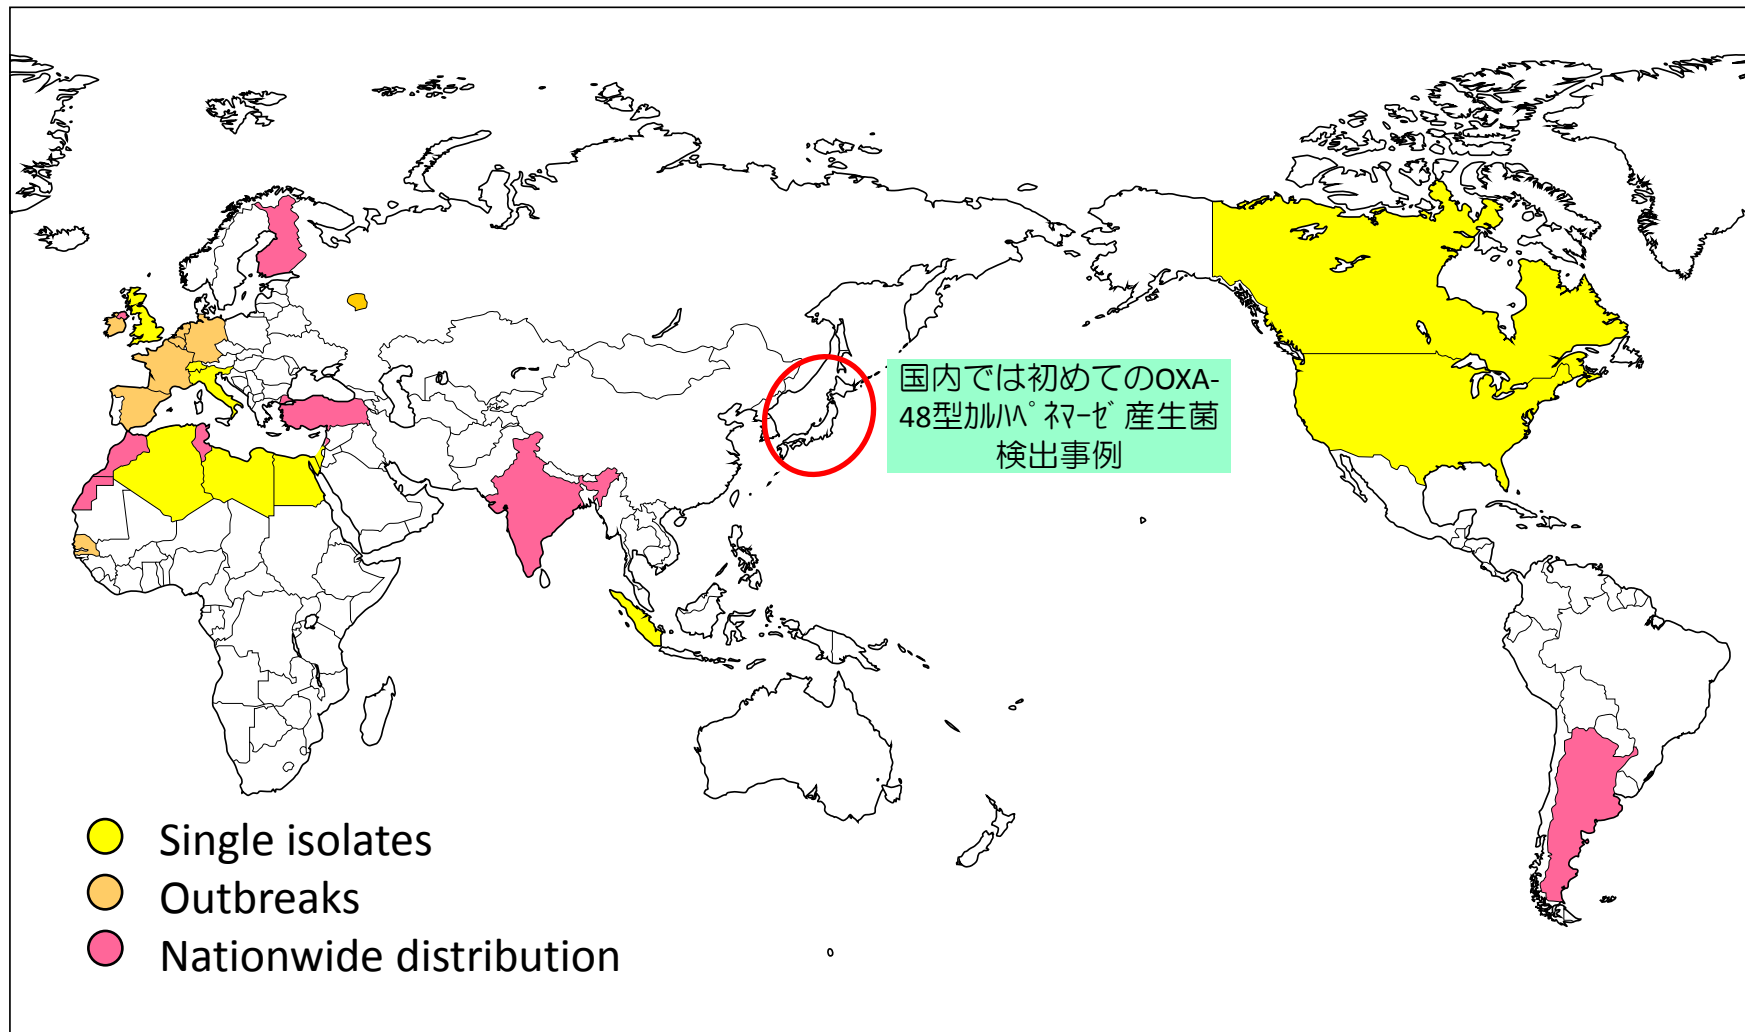 国内では初めてのOXA-
48型ｶﾙﾊﾞﾍﾟﾈﾏｰｾﾞ産生菌
検出事例
Single isolates
Outbreaks
Nationwide distribution